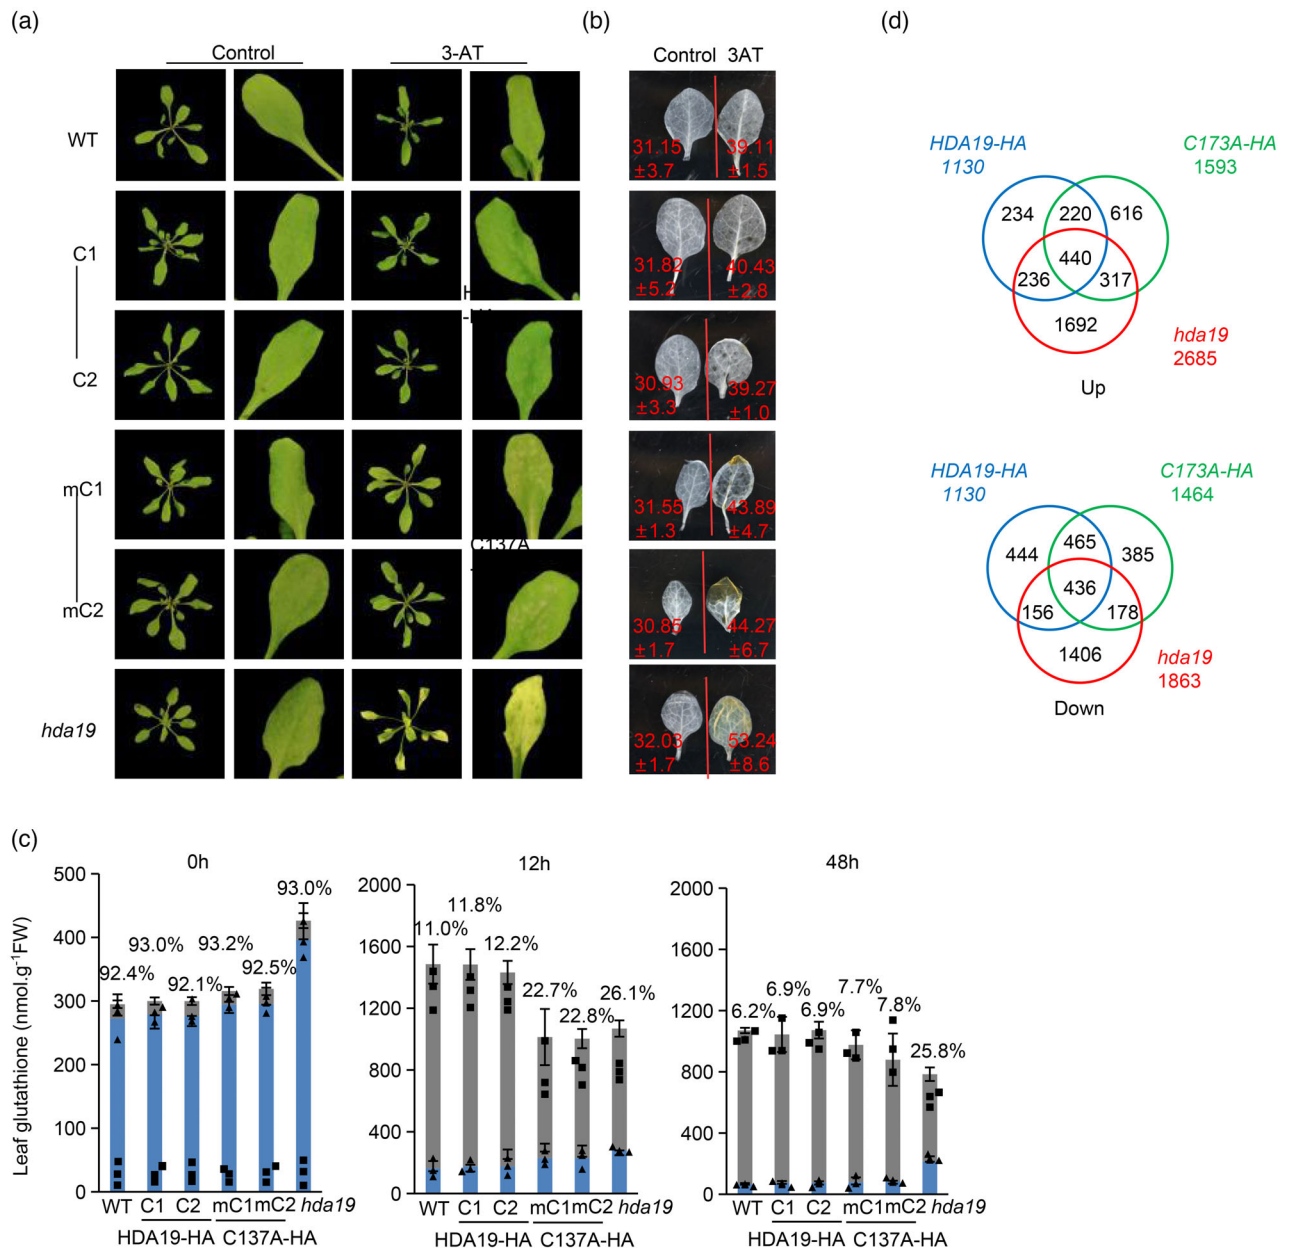 (a)
Control
3-AT
WT
C1
C2
mC1
mC2
hda19
C137A
(b)
Control 3AT
31.15
±3.7
39.11
±1.5
31.82
±5.2
40.43
±2.8
30.93
±3.3
39.27
±1.0
31.55
±1.3
43.89
±4.7
30.85
±1.7
44.27
±6.7
32.03
±1.7
53.24
±8.6
(d)
HDA19-HA
1130
C173A-HA
1593
234
220
616
440
236
317
1692
hda19
2685
Up
HDA19-HA
1130
C173A-HA
1464
444
465
385
436
156
178
1406
hda19
1863
Down
(c)
Leaf glutathione (nmol.g⁻¹FW)
0h
500
400
300
200
100
0
92.4%
93.0%
92.1%
93.2%
92.5%
93.0%
WT C1 C2 mC1 mC2 hda19
HDA19-HA C137A-HA
12h
2000
1600
1200
800
400
0
11.0%
11.8%
12.2%
22.7%
22.8%
26.1%
WT C1 C2 mC1 mC2 hda19
HDA19-HA C137A-HA
48h
2000
1600
1200
800
400
0
6.2%
6.9%
6.9%
7.7%
7.8%
25.8%
WT C1 C2 mC1 mC2 hda19
HDA19-HA C137A-HA